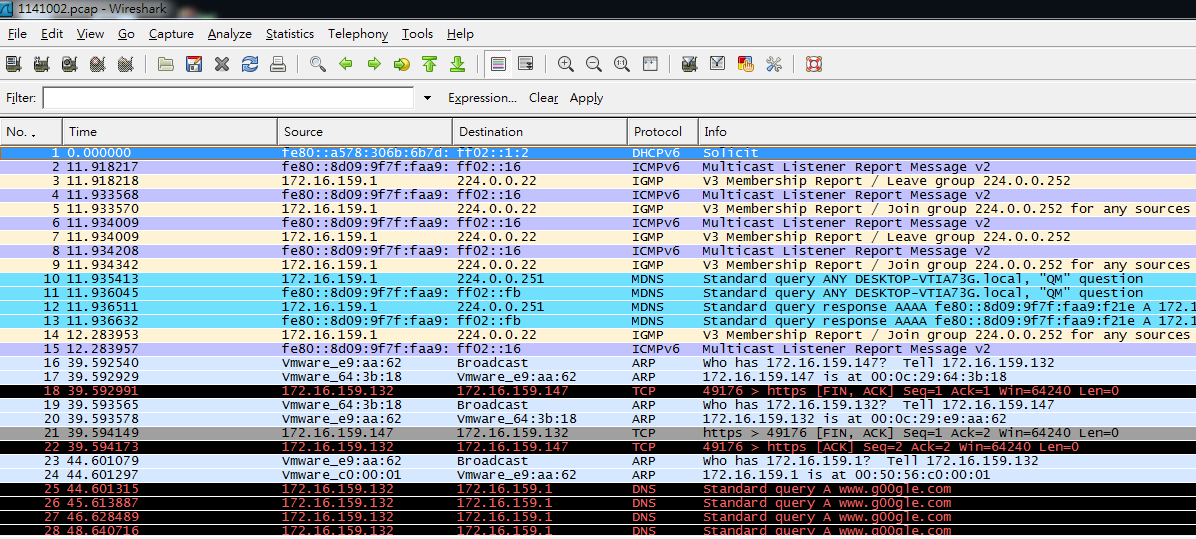 1141002.pcap - Wireshark
File Edit View Go Capture Analyze Statistics Telephony Tools Help
Filter: Expression... Clear Apply
No. Time Source Destination Protocol Info
1 0.000000 fe80::a578:306b:6b7d: ff02::1:2 DHCPv6 Solicit
2 11.918217 fe80::8d09:9f7f:faa9: ff02::16 ICMPv6 Multicast Listener Report Message v2
3 11.918218 172.16.159.1 224.0.0.22 IGMP V3 Membership Report / Leave group 224.0.0.252
4 11.933568 fe80::8d09:9f7f:faa9: ff02::16 ICMPv6 Multicast Listener Report Message v2
5 11.933570 172.16.159.1 224.0.0.22 IGMP V3 Membership Report / Join group 224.0.0.252 for any sources
6 11.934009 fe80::8d09:9f7f:faa9: ff02::16 ICMPv6 Multicast Listener Report Message v2
7 11.934009 172.16.159.1 224.0.0.22 IGMP V3 Membership Report / Leave group 224.0.0.252
8 11.934208 fe80::8d09:9f7f:faa9: ff02::16 ICMPv6 Multicast Listener Report Message v2
9 11.934342 172.16.159.1 224.0.0.22 IGMP V3 Membership Report / Join group 224.0.0.252 for any sources
10 11.935413 172.16.159.1 224.0.0.251 MDNS Standard query ANY DESKTOP-VTIA73G.local, "QM" question
11 11.936045 fe80::8d09:9f7f:faa9: ff02::fb MDNS Standard query ANY DESKTOP-VTIA73G.local, "QM" question
12 11.936511 172.16.159.1 224.0.0.251 MDNS Standard query response AAAA fe80::8d09:9f7f:faa9:f21e A 172.1
13 11.936632 fe80::8d09:9f7f:faa9: ff02::fb MDNS Standard query response AAAA fe80::8d09:9f7f:faa9:f21e A 172.1
14 12.283953 172.16.159.1 224.0.0.22 IGMP V3 Membership Report / Join group 224.0.0.252 for any sources
15 12.283957 fe80::8d09:9f7f:faa9: ff02::16 ICMPv6 Multicast Listener Report Message v2
16 39.592540 Vmware_e9:aa:62 Broadcast ARP Who has 172.16.159.147? Tell 172.16.159.132
17 39.592929 Vmware_64:3b:18 Vmware_e9:aa:62 ARP 172.16.159.147 is at 00:0c:29:64:3b:18
18 39.592991 172.16.159.132 172.16.159.147 TCP 49176 > https [FIN, ACK] Seq=1 Ack=1 Win=64240 Len=0
19 39.593565 Vmware_64:3b:18 Broadcast ARP Who has 172.16.159.132? Tell 172.16.159.147
20 39.593578 Vmware_e9:aa:62 Vmware_64:3b:18 ARP 172.16.159.132 is at 00:0c:29:e9:aa:62
21 39.594149 172.16.159.147 172.16.159.132 TCP https > 49176 [FIN, ACK] Seq=1 Ack=2 Win=64240 Len=0
22 39.594173 172.16.159.132 172.16.159.147 TCP 49176 > https [ACK] Seq=2 Ack=2 Win=64240 Len=0
23 44.601079 Vmware_e9:aa:62 Broadcast ARP Who has 172.16.159.1? Tell 172.16.159.132
24 44.601297 Vmware_c0:00:01 Vmware_e9:aa:62 ARP 172.16.159.1 is at 00:50:56:c0:00:01
25 44.601315 172.16.159.132 172.16.159.1 DNS Standard query A www.g00gle.com
26 45.613887 172.16.159.132 172.16.159.1 DNS Standard query A www.g00gle.com
27 46.628489 172.16.159.132 172.16.159.1 DNS Standard query A www.g00gle.com
28 48.640716 172.16.159.132 172.16.159.1 DNS Standard query A www.g00gle.com